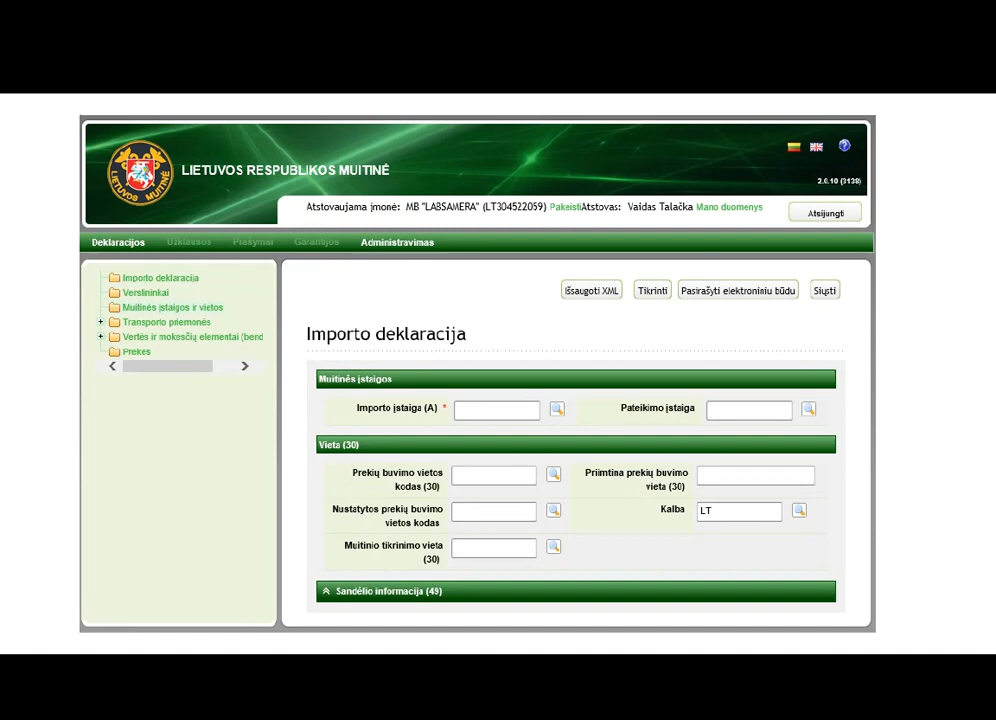 LIETUVOS RESPUBLIKOS MUITINĖ
LIETUVOS MUITINĖ
2.0.10 (3138)
Atstovaujama įmonė: MB "LABSAMERA" (LT304522059) Pakeisti Atstovas: Vaidas Talačka Mano duomenys
Atsijungti
Deklaracijos Užklausos Prašymai Garantijos Administravimas
Importo deklaracija
Verslininkai
Muitinės įstaigos ir vietos
Transporto priemonės
Vertės ir mokesčių elementai (bend
Prekės
Išsaugoti XML Tikrinti Pasirašyti elektroniniu būdu Siųsti
Importo deklaracija
Muitinės įstaigos
Importo įstaiga (A) * Pateikimo įstaiga
Vieta (30)
Prekių buvimo vietos kodas (30) Priimtina prekių buvimo vieta (30)
Nustatytos prekių buvimo vietos kodas Kalba LT
Muitinio tikrinimo vieta (30)
Sandėlio informacija (49)